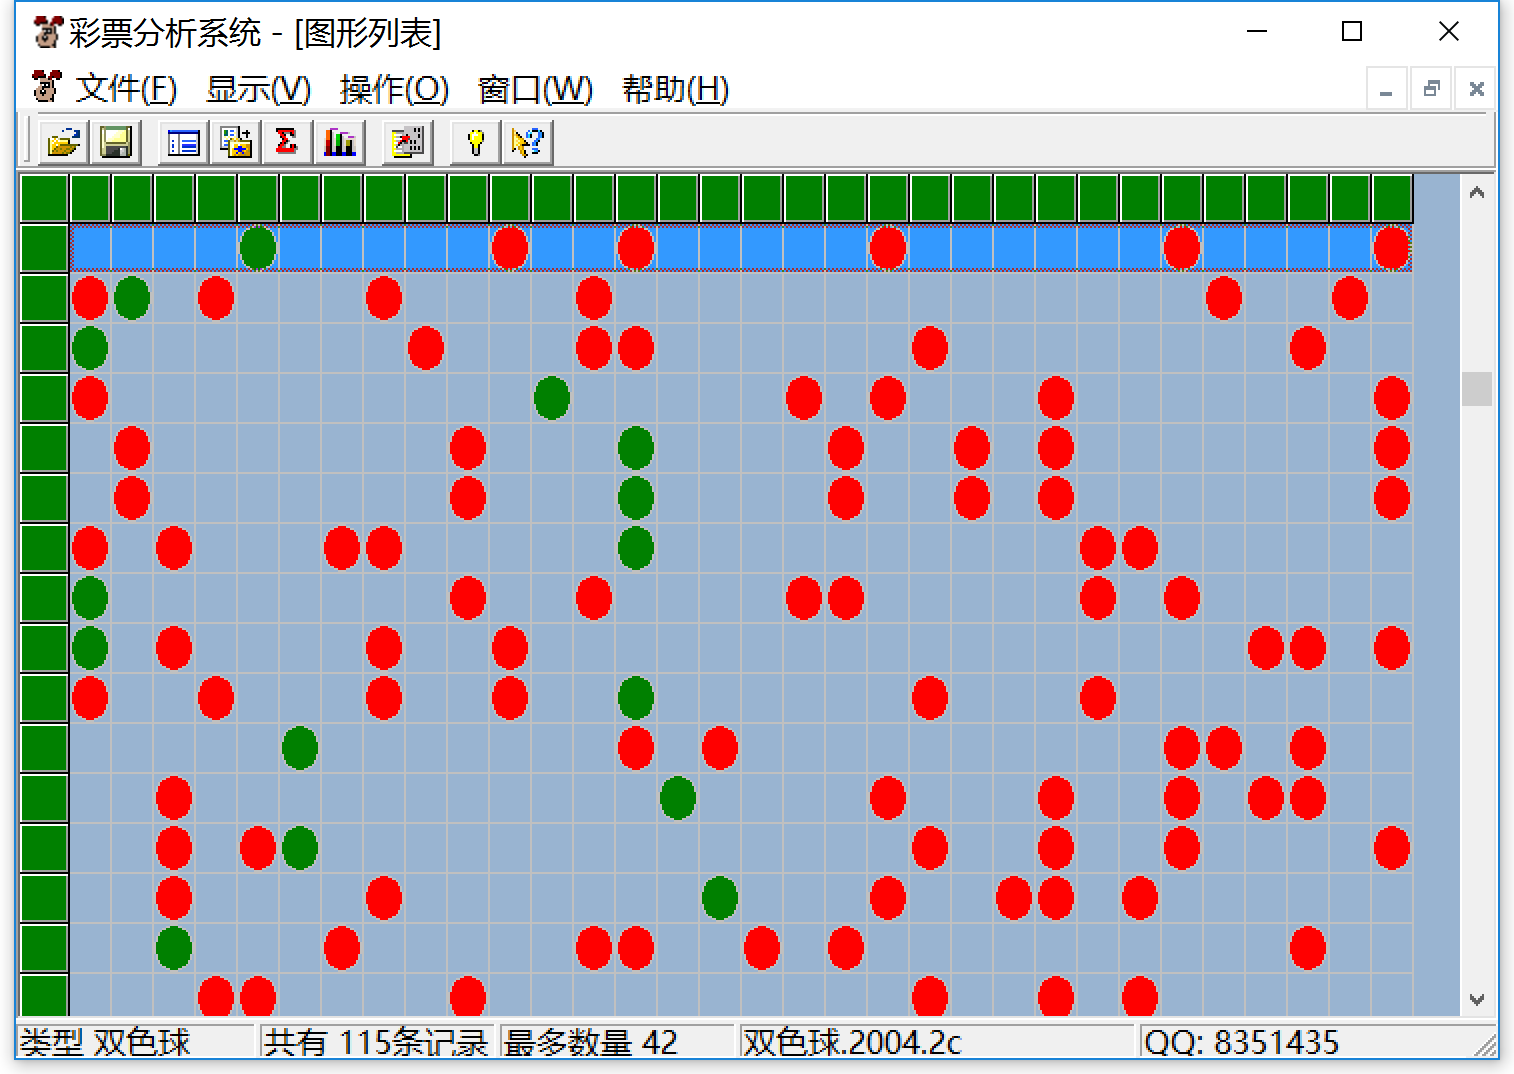 彩票分析系统 - [图形列表]
文件(F) 显示(V) 操作(O) 窗口(W) 帮助(H)
类型 双色球 共有 115条记录 最多数量 42 双色球.2004.2c QQ: 8351435